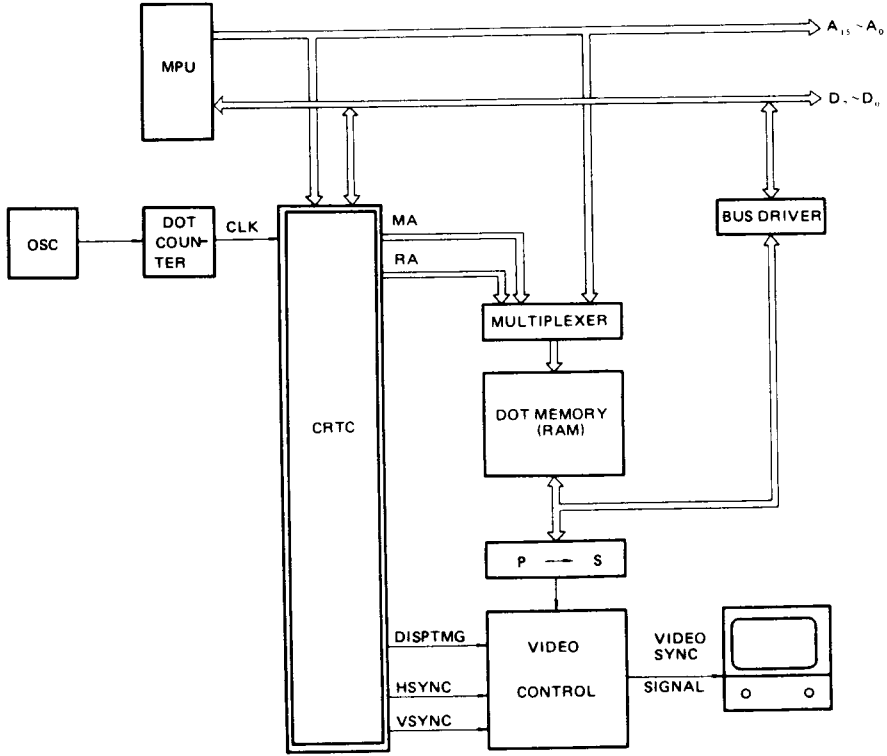 A15 ~ A0
MPU
D7 ~ D0
BUS DRIVER
OSC
DOT
COUN-
TER
CLK
MA
RA
MULTIPLEXER
DOT MEMORY
(RAM)
CRTC
P → S
DISPTMG
HSYNC
VSYNC
VIDEO
CONTROL
VIDEO
SYNC
SIGNAL